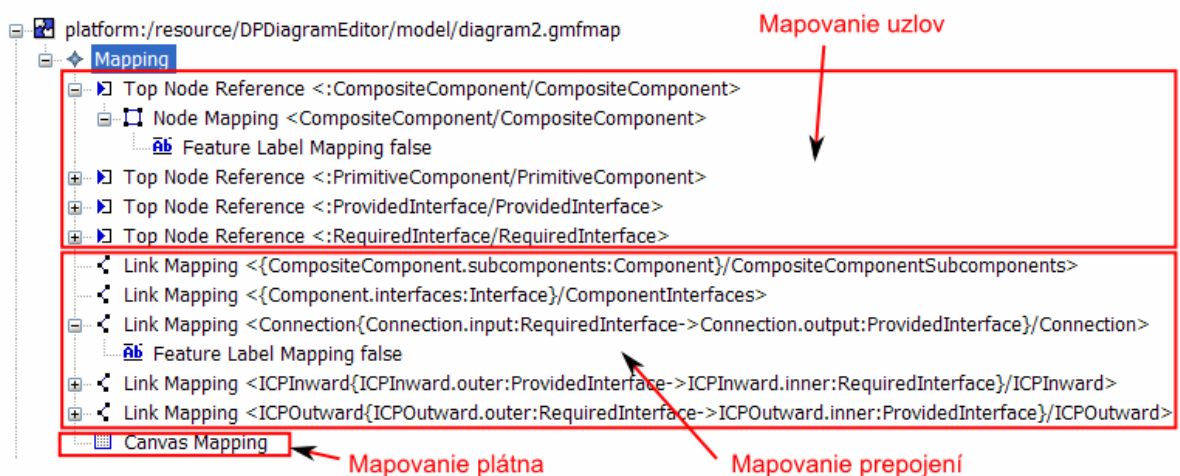 Mapovanie uzlov
platform:/resource/DPDiagramEditor/model/diagram2.gmfmap
Mapping
Top Node Reference <:CompositeComponent/CompositeComponent>
Node Mapping <CompositeComponent/CompositeComponent>
Ab Feature Label Mapping false
Top Node Reference <:PrimitiveComponent/PrimitiveComponent>
Top Node Reference <:ProvidedInterface/ProvidedInterface>
Top Node Reference <:RequiredInterface/RequiredInterface>
Link Mapping <{CompositeComponent.subcomponents:Component}/CompositeComponentSubcomponents>
Link Mapping <{Component.interfaces:Interface}/ComponentInterfaces>
Link Mapping <Connection{Connection.input:RequiredInterface->Connection.output:ProvidedInterface}/Connection>
Ab Feature Label Mapping false
Link Mapping <ICPInward{ICPInward.outer:ProvidedInterface->ICPInward.inner:RequiredInterface}/ICPInward>
Link Mapping <ICPOutward{ICPOutward.outer:RequiredInterface->ICPOutward.inner:ProvidedInterface}/ICPOutward>
Canvas Mapping
Mapovanie plátna
Mapovanie prepojení